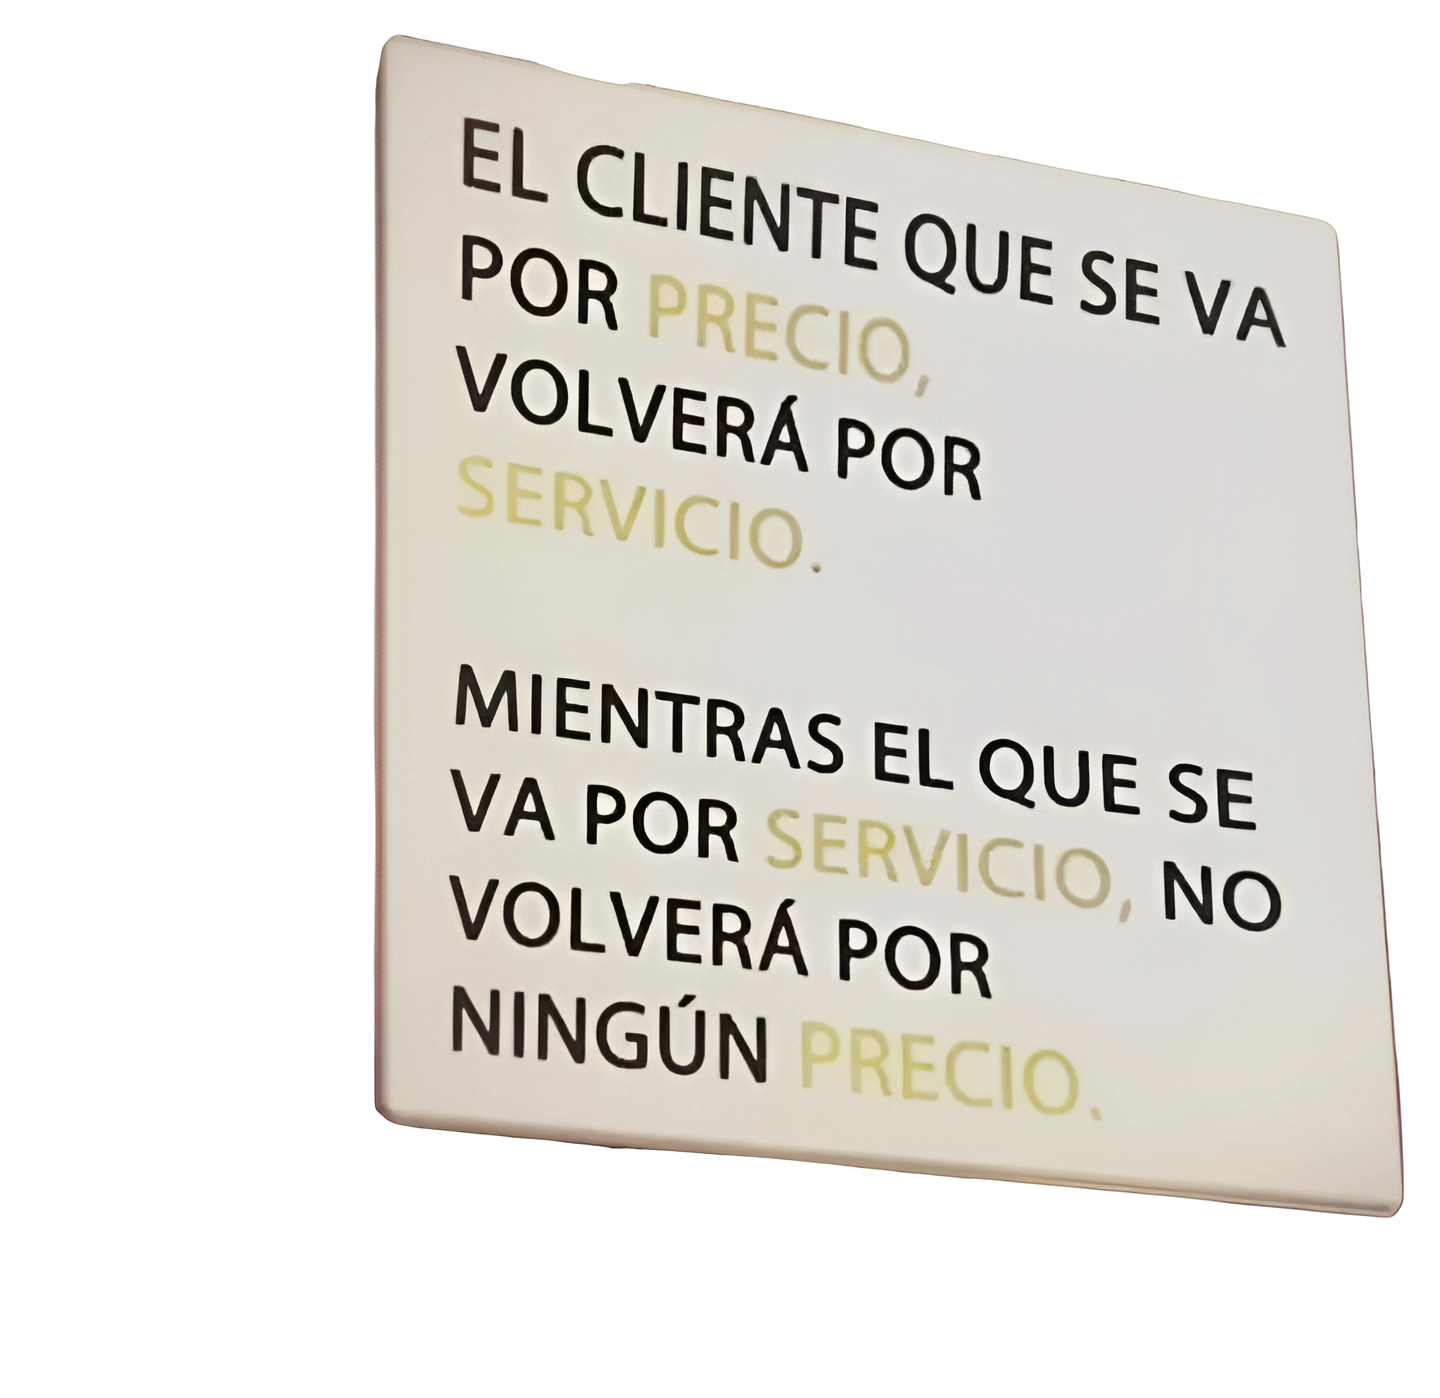 EL CLIENTE QUE SE VA
POR PRECIO,
VOLVERÁ POR
SERVICIO.
MIENTRAS EL QUE SE
VA POR SERVICIO, NO
VOLVERÁ POR
NINGÚN PRECIO.